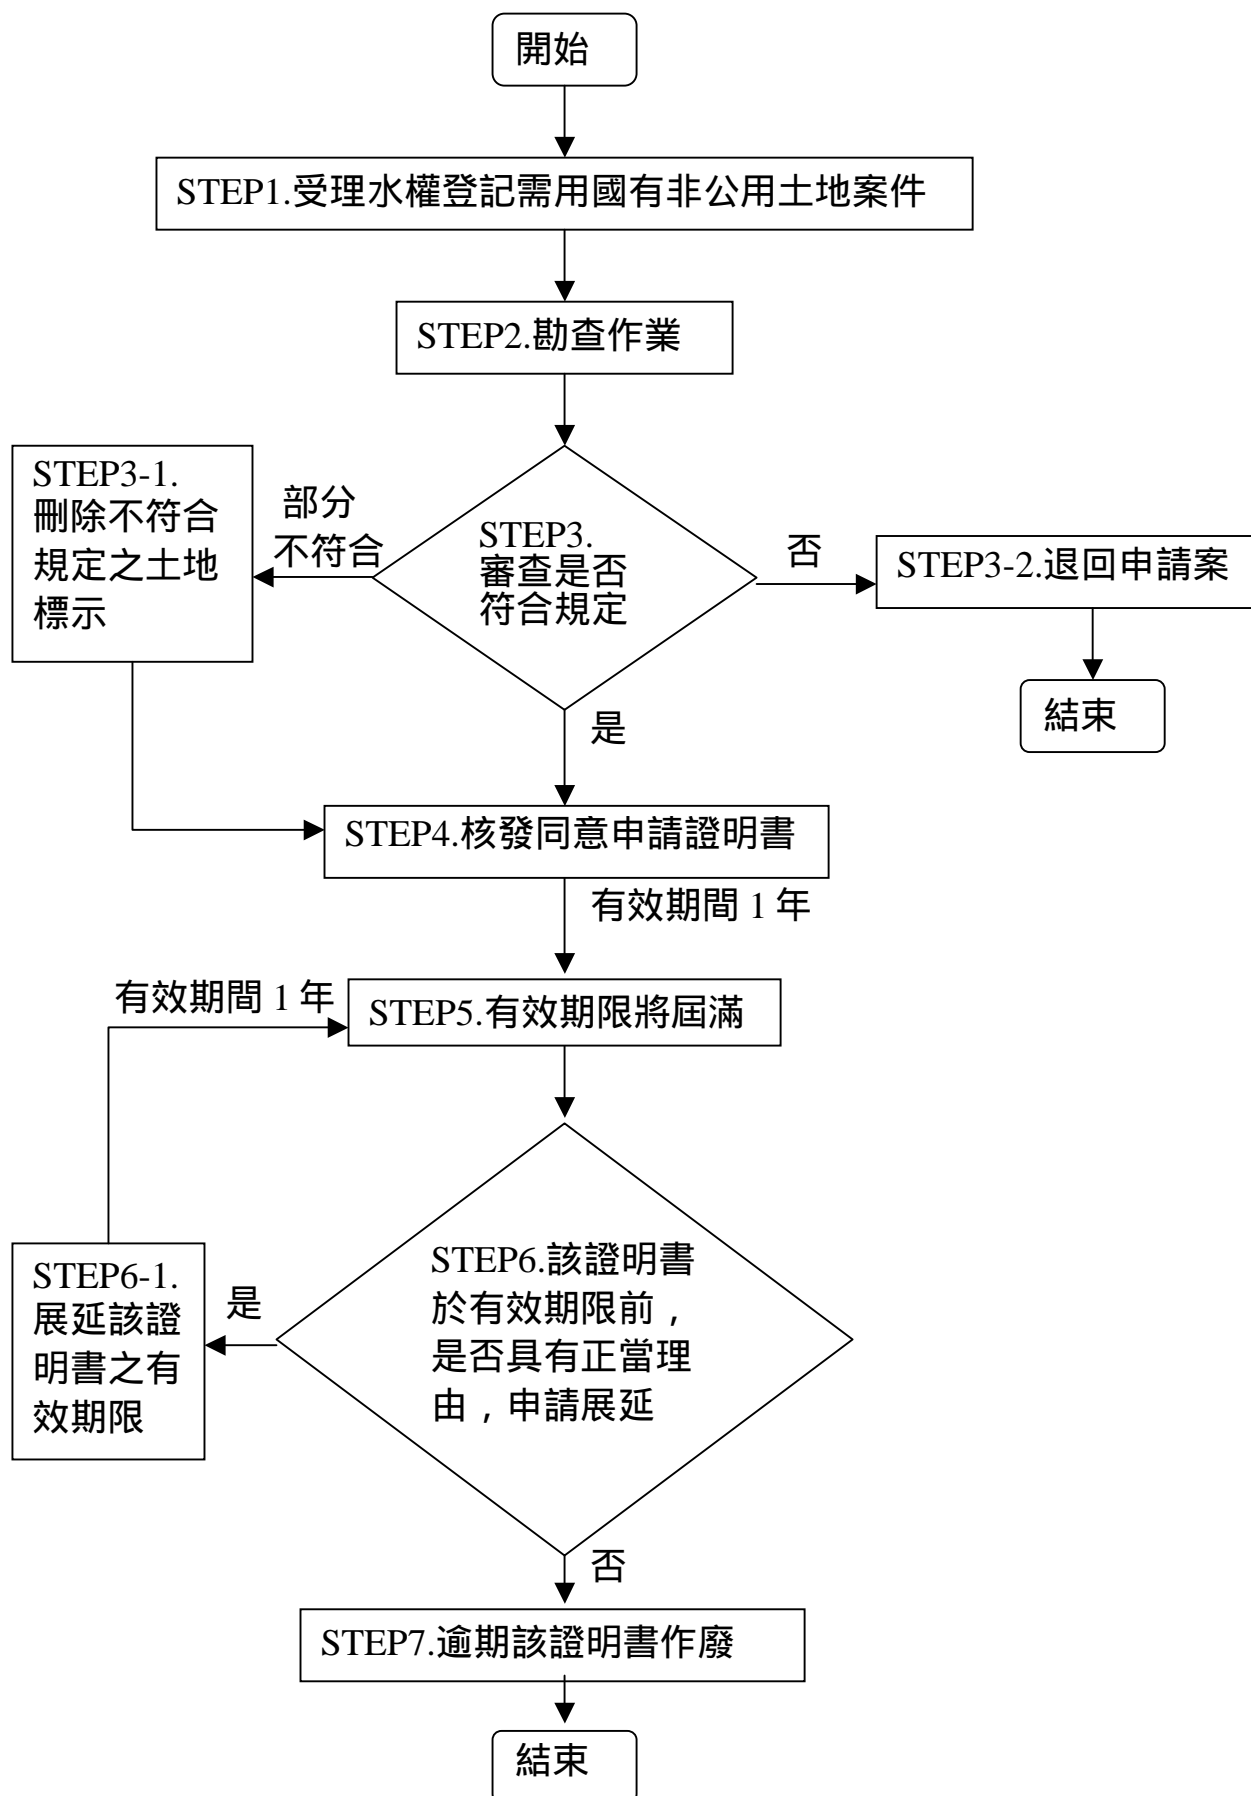 開始
STEP1.受理水權登記需用國有非公用土地案件
STEP2.勘查作業
STEP3-1.
刪除不符合
規定之土地
標示
部分
不符合
STEP3.
審查是否
符合規定
否
STEP3-2.退回申請案
結束
是
STEP4.核發同意申請證明書
有效期間 1 年
有效期間 1 年
STEP5.有效期限將屆滿
STEP6-1.
展延該證
明書之有
效期限
是
STEP6.該證明書
於有效期限前，
是否具有正當理
由，申請展延
否
STEP7.逾期該證明書作廢
結束